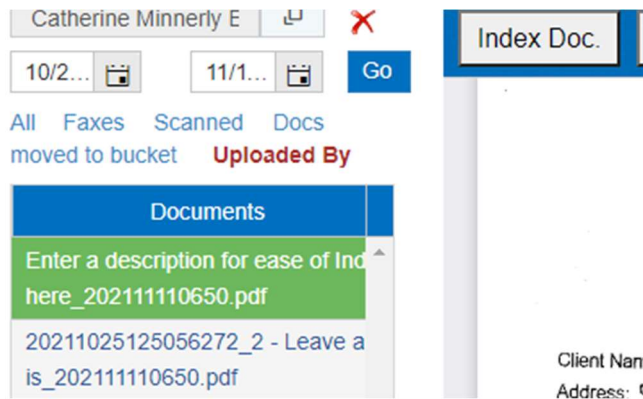 Catherine Minnerly E
10/2... 11/1... Go
All Faxes Scanned Docs
moved to bucket Uploaded By
Documents
Enter a description for ease of Ind
here_202111110650.pdf
20211025125056272_2 - Leave a
is_202111110650.pdf
Index Doc.
Client Nam
Address: